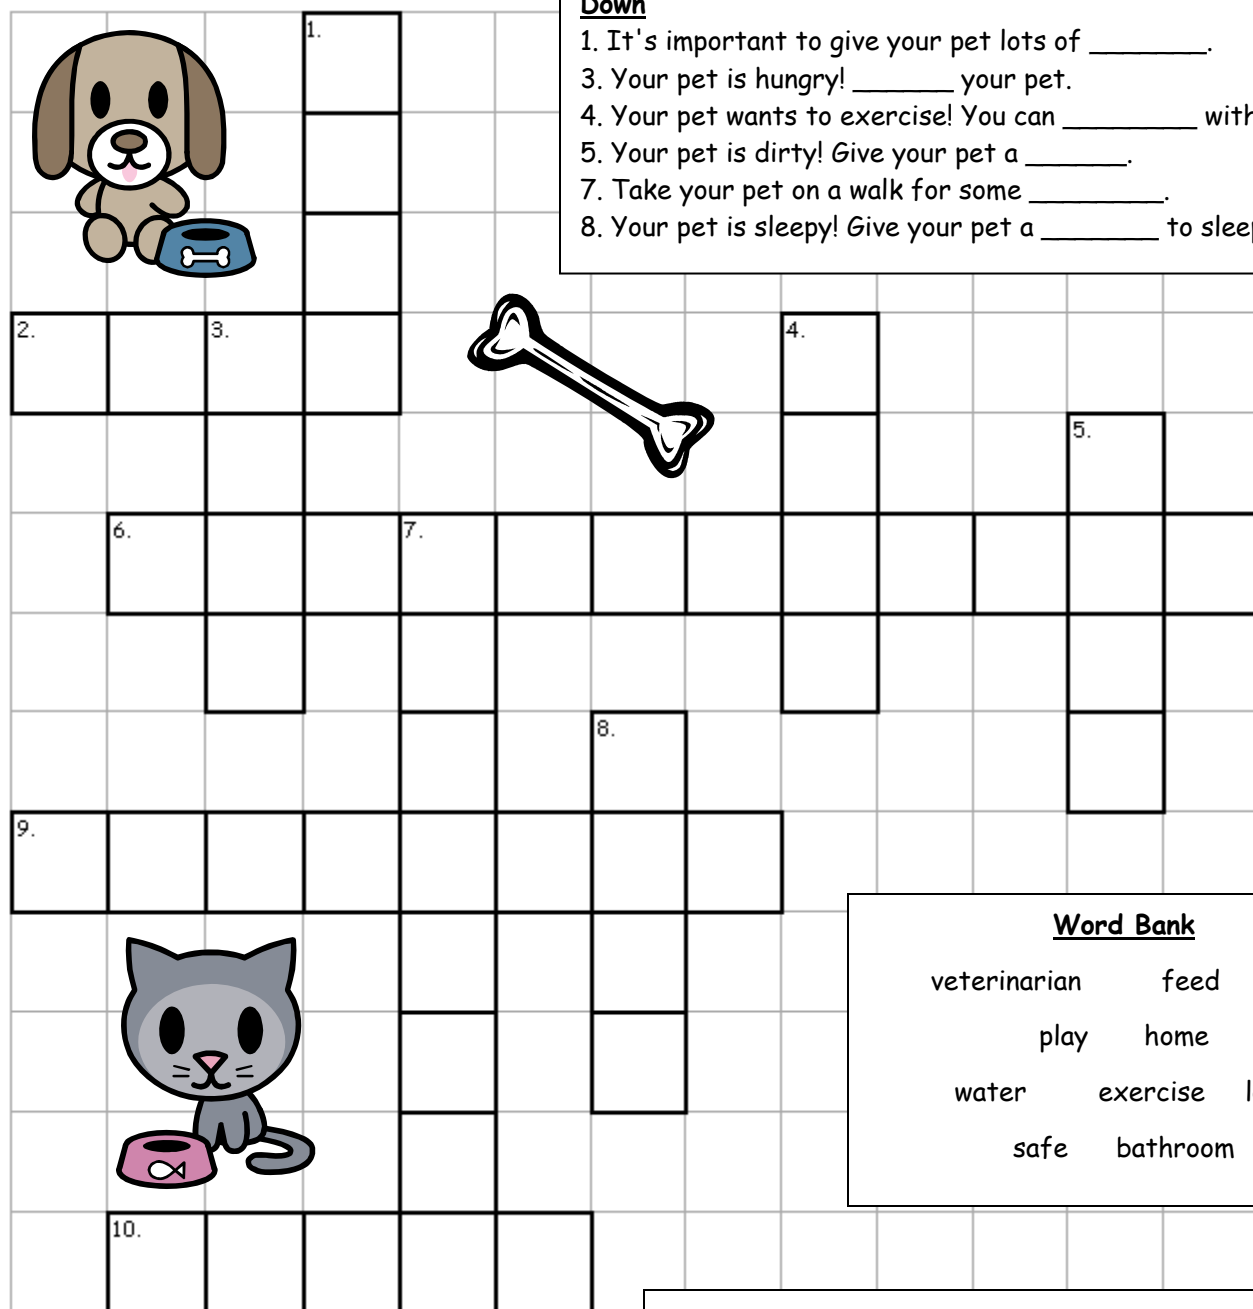 Down
1. It's important to give your pet lots of _______.
3. Your pet is hungry! ______ your pet.
4. Your pet wants to exercise! You can ________ with
5. Your pet is dirty! Give your pet a ______.
7. Take your pet on a walk for some ________.
8. Your pet is sleepy! Give your pet a _______ to sleep
1.
2. 3. 4.
5.
6. 7.
8.
9.
Word Bank
veterinarian feed
play home
water exercise
safe bathroom
10.